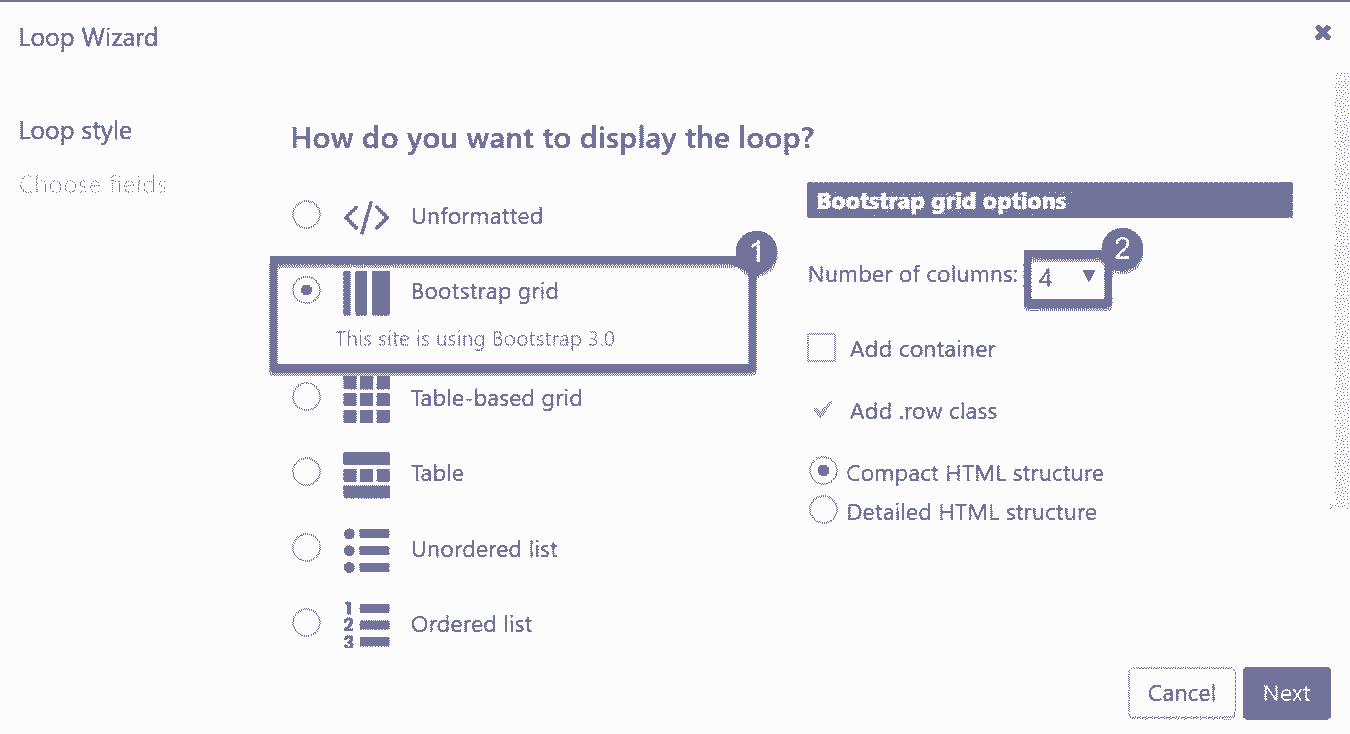 Loop Wizard
Loop style
Choose fields
How do you want to display the loop?
Unformatted
1
Bootstrap grid
This site is using Bootstrap 3.0
Table-based grid
Table
Unordered list
1
2
3
Ordered list
Bootstrap grid options
Number of columns: 4
2
Add container
Add .row class
Compact HTML structure
Detailed HTML structure
Cancel Next